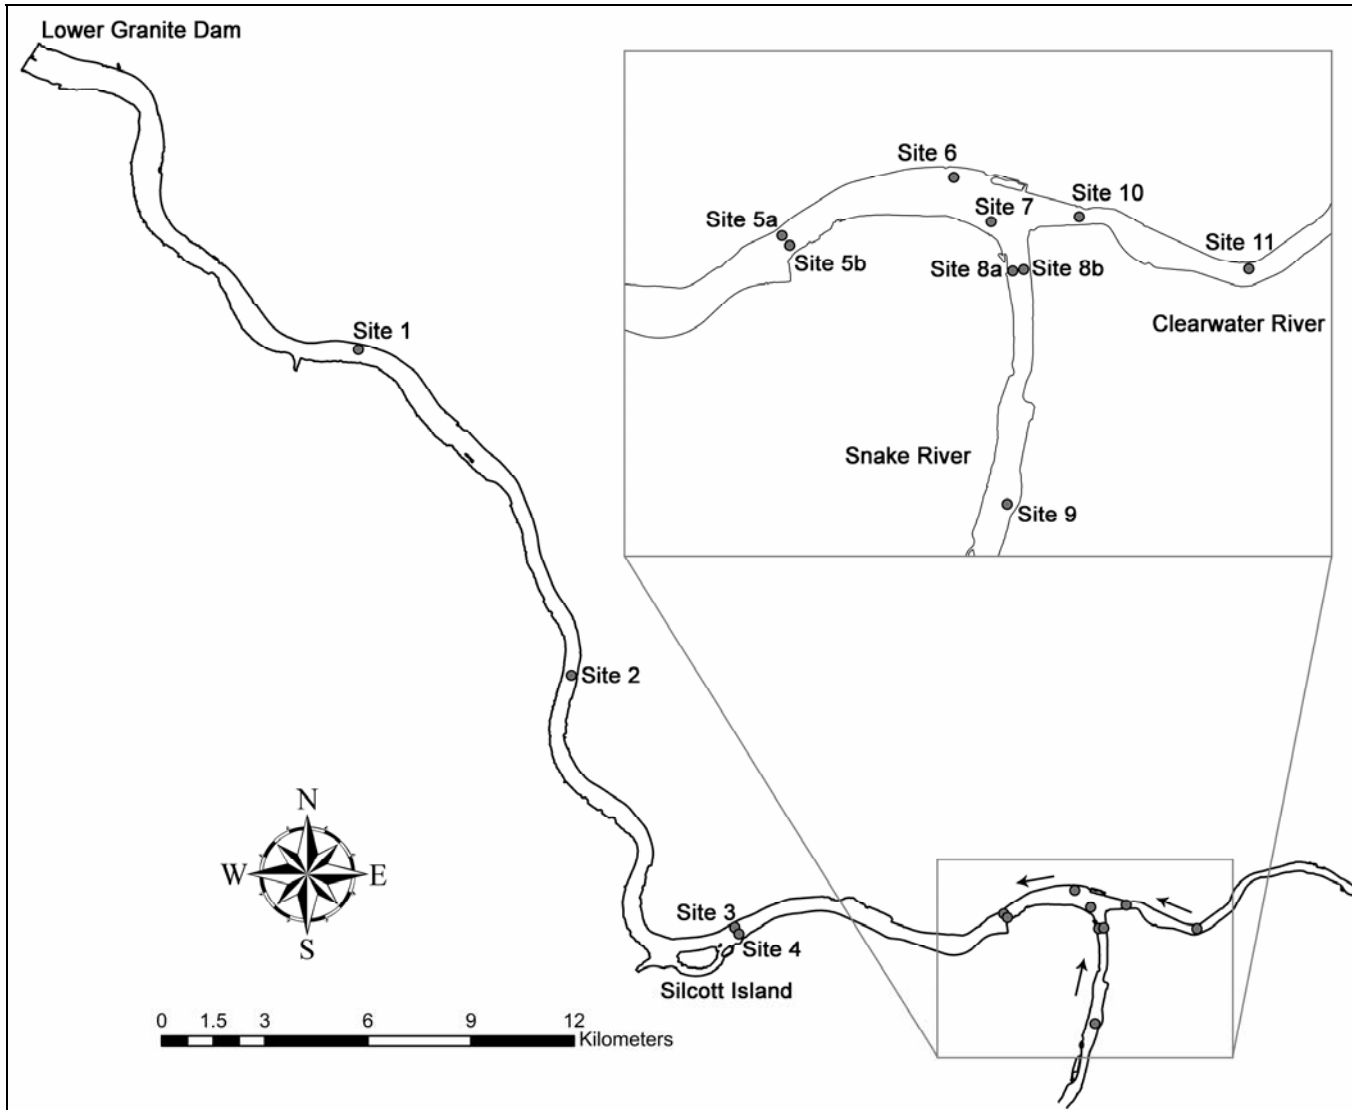 Lower Granite Dam
Site 6
Site 10
Site 5a
Site 7
Site 11
Site 5b
Site 8a
Site 8b
Clearwater River
Site 1
Snake River
Site 9
Site 2
N
W
E
S
Site 3
Site 4
Silcott Island
0 1.5 3 6 9 12
Kilometers